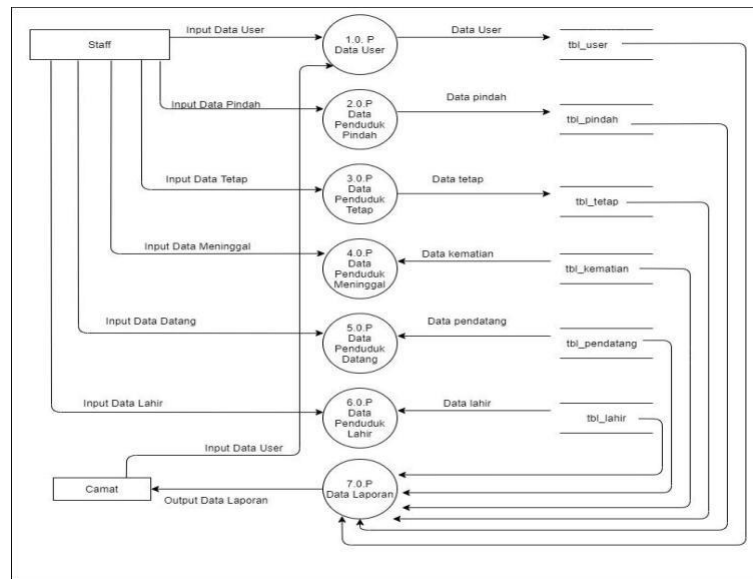 Input Data User
Data User
Staff
1.0. P
Data User
tbl_user
Input Data Pindah
2.0.P
Data
Penduduk
Pindah
Data pindah
tbl_pindah
Input Data Tetap
3.0.P
Data
Penduduk
Tetap
Data tetap
tbl_tetap
Input Data Meninggal
4.0.P
Data
Penduduk
Meninggal
Data kematian
tbl_kematian
Input Data Datang
5.0.P
Data
Penduduk
Datang
Data pendatang
tbl_pendatang
Input Data Lahir
6.0.P
Data
Penduduk
Lahir
Data lahir
tbl_lahir
Input Data User
Camat
Output Data Laporan
7.0.P
Data Laporan